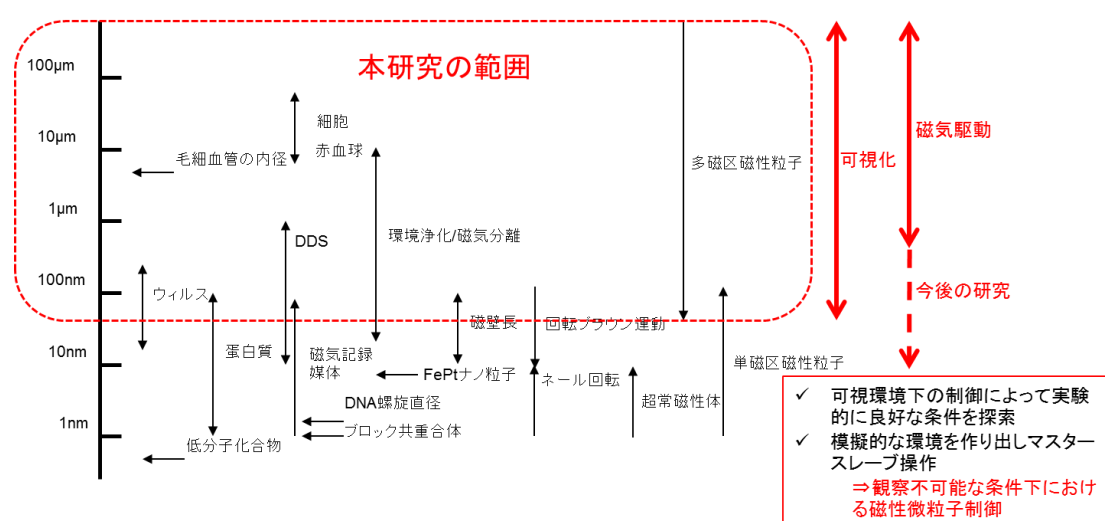 本研究の範囲
100μm
10μm
1μm
100nm
10nm
1nm
細胞
赤血球
毛細血管の内径
環境浄化/磁気分離
DDS
ウィルス
蛋白質
磁気記録
媒体
磁壁長
FePtナノ粒子
回転ブラウン運動
ネール回転
超常磁性体
多磁区磁性粒子
単磁区磁性粒子
DNA螺旋直径
ブロック共重合体
低分子化合物
可視化
磁気駆動
今後の研究
✓ 可視環境下の制御によって実験
的に良好な条件を探索
✓ 模擬的な環境を作り出しマスター
スレーブ操作
⇒観察不可能な条件下におけ
る磁性微粒子制御